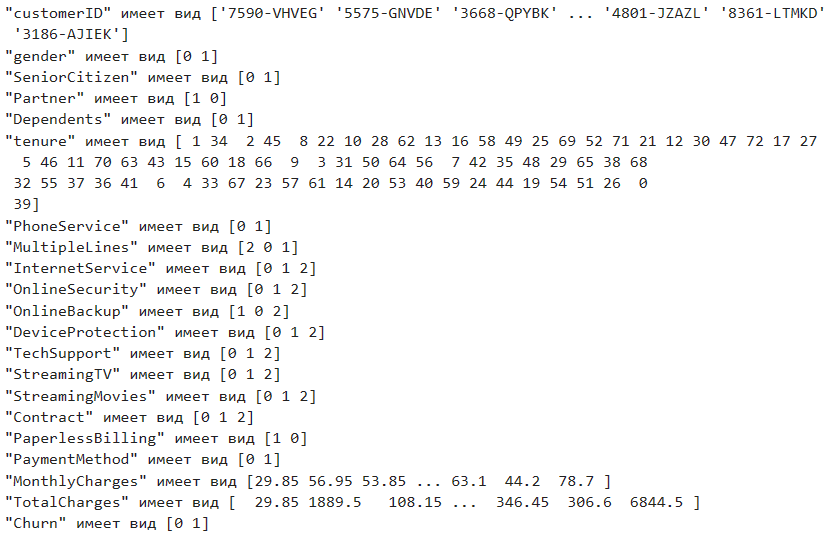 "customerID" имеет вид ['7590-VHVEG' '5575-GNVDE' '3668-QPYBK' ... '4801-JZAZL' '8361-LTMKD'
 '3186-AJIEK']
"gender" имеет вид [0 1]
"SeniorCitizen" имеет вид [0 1]
"Partner" имеет вид [1 0]
"Dependents" имеет вид [0 1]
"tenure" имеет вид [ 1 34  2 45  8 22 10 28 62 13 16 58 49 25 69 52 71 21 12 30 47 72 17 27
  5 46 11 70 63 43 15 60 18 66  9  3 31 50 64 56  7 42 35 48 29 65 38 68
 32 55 37 36 41  6  4 33 67 23 57 61 14 20 53 40 59 24 44 19 54 51 26  0
 39]
"PhoneService" имеет вид [0 1]
"MultipleLines" имеет вид [2 0 1]
"InternetService" имеет вид [0 1 2]
"OnlineSecurity" имеет вид [0 1 2]
"OnlineBackup" имеет вид [1 0 2]
"DeviceProtection" имеет вид [0 1 2]
"TechSupport" имеет вид [0 1 2]
"StreamingTV" имеет вид [0 1 2]
"StreamingMovies" имеет вид [0 1 2]
"Contract" имеет вид [0 1 2]
"PaperlessBilling" имеет вид [1 0]
"PaymentMethod" имеет вид [0 1]
"MonthlyCharges" имеет вид [29.85 56.95 53.85 ... 63.1  44.2  78.7 ]
"TotalCharges" имеет вид [  29.85 1889.5   108.15 ...  346.45  306.6  6844.5 ]
"Churn" имеет вид [0 1]